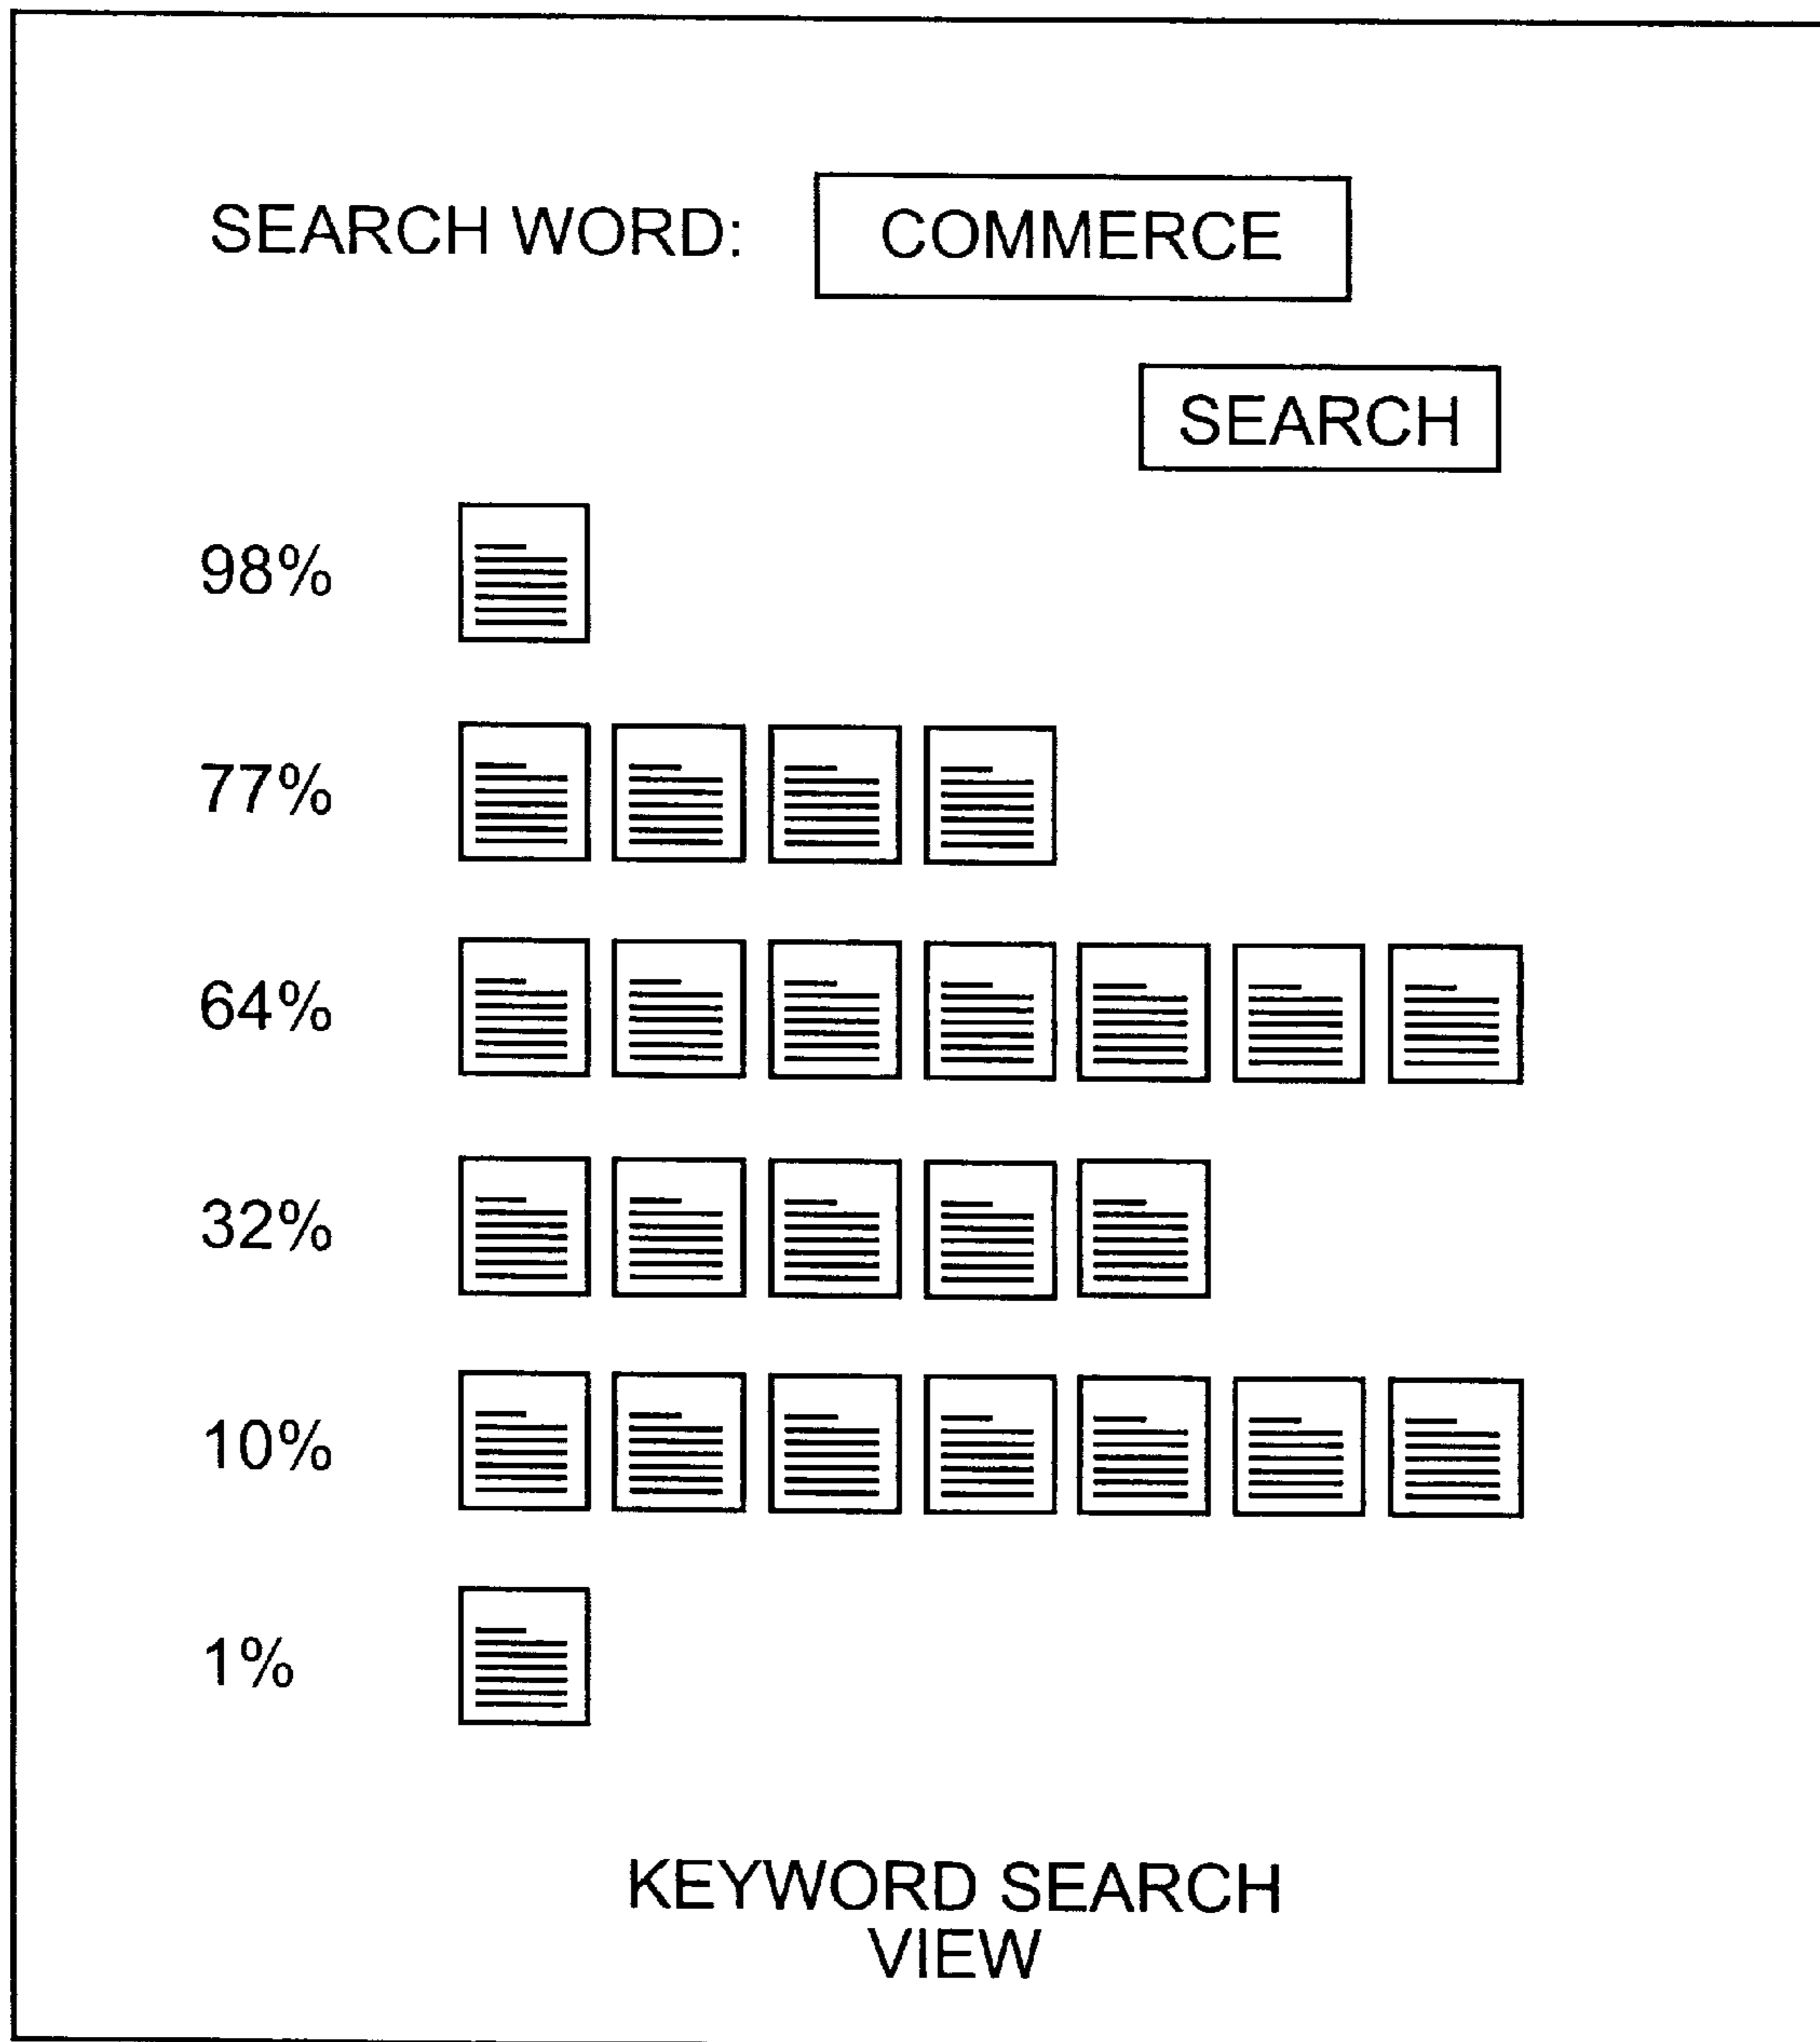 SEARCH WORD: COMMERCE
SEARCH
98%
77%
64%
32%
10%
1%
KEYWORD SEARCH
VIEW